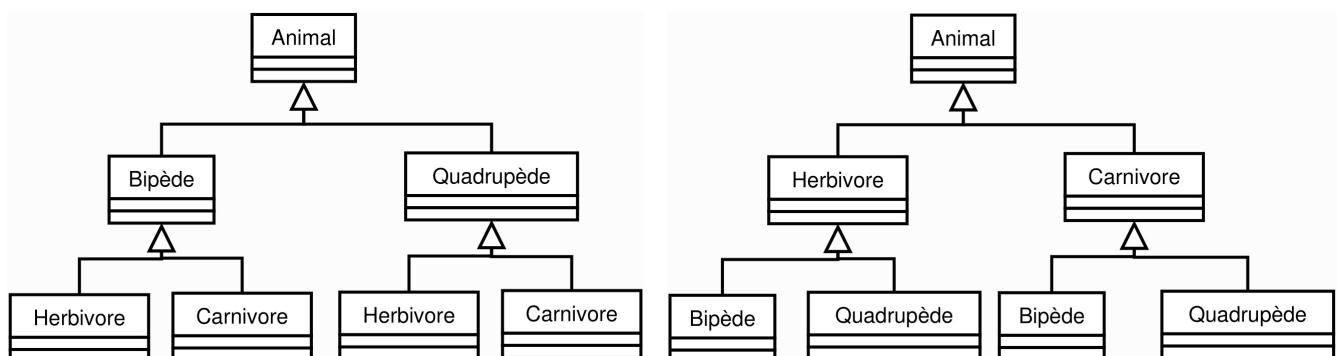 Animal
Bipède
Quadrupède
Herbivore
Carnivore
Herbivore
Carnivore
Animal
Herbivore
Carnivore
Bipède
Quadrupède
Bipède
Quadrupède